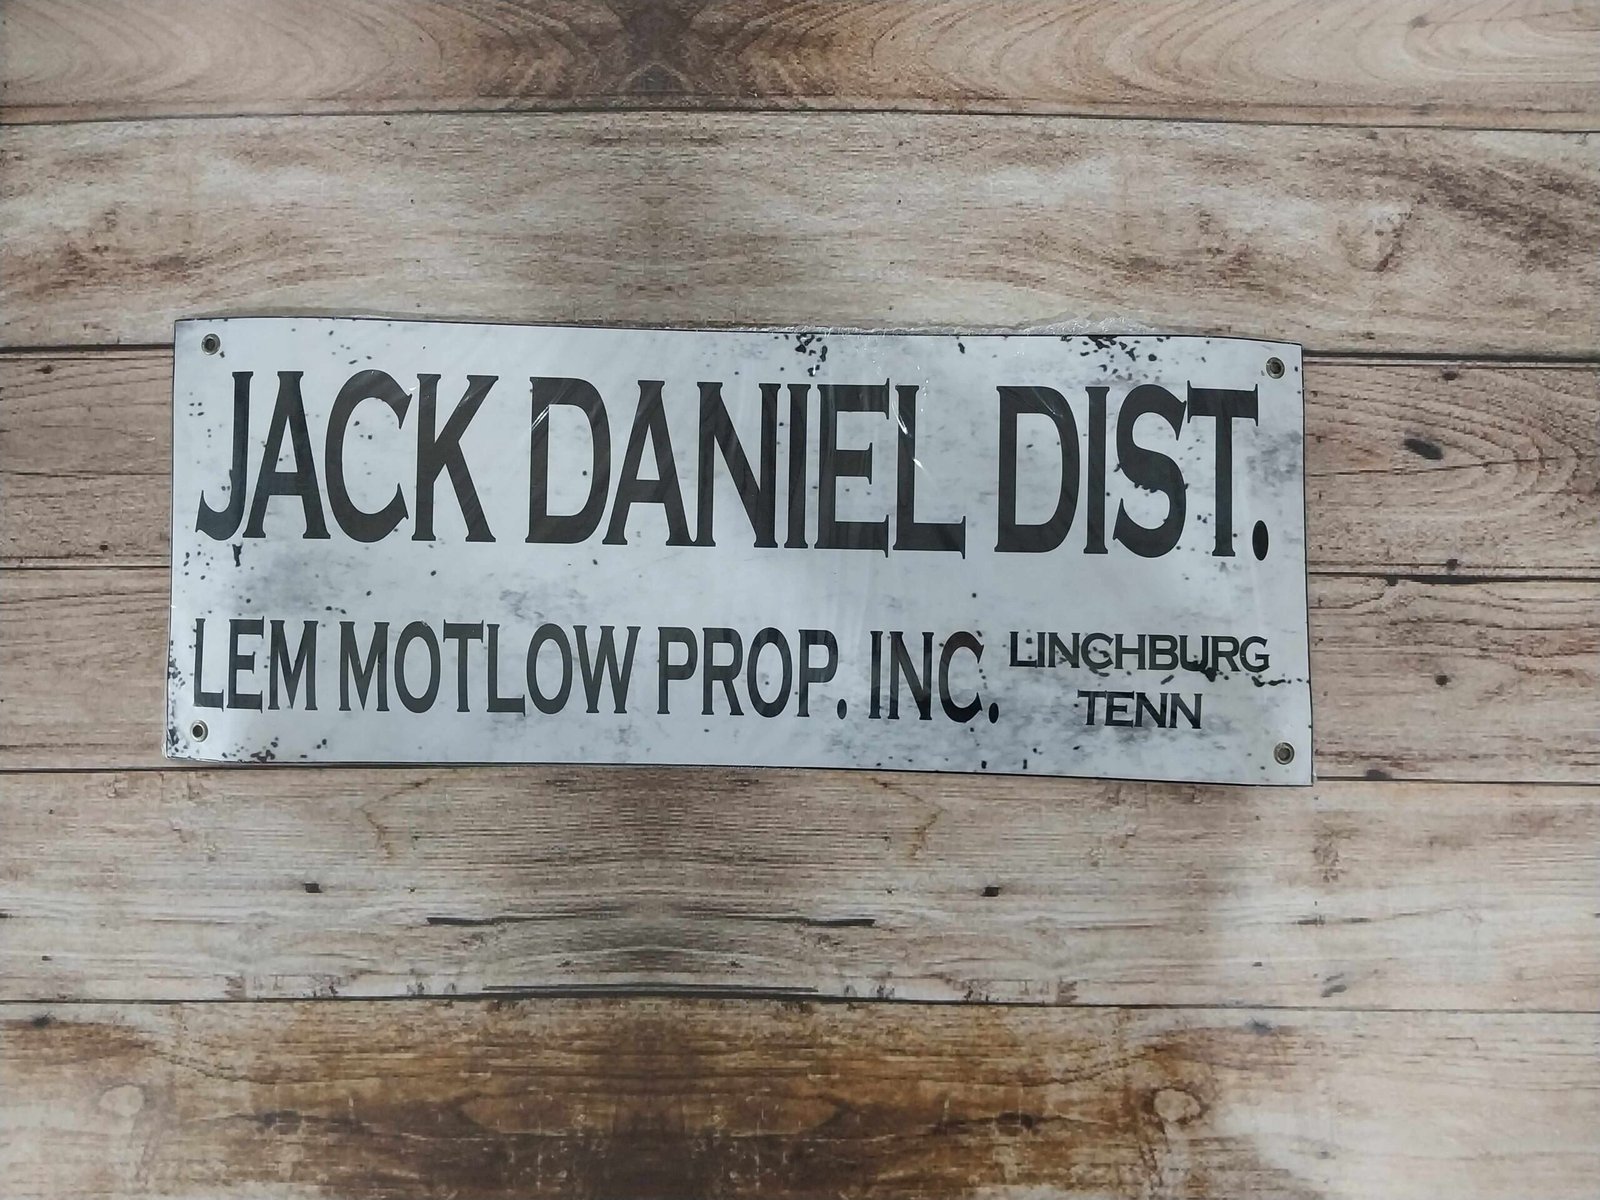 JACK DANIEL DIST.
LEM MOTLOW PROP. INC. LINCHBURG
TENN